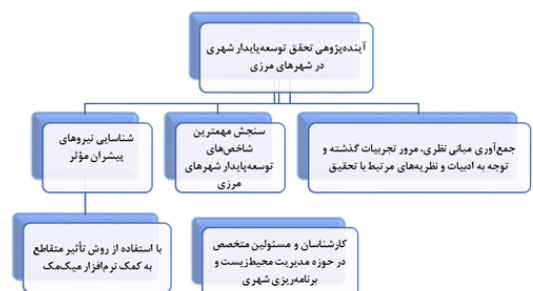 آینده‌پژوهی تحقق توسعه‌پایدار شهری
در شهرهای مرزی
جمع‌آوری مبانی نظری، مرور تجربیات گذشته و
توجه به ادبیات و نظریه‌های مرتبط با تحقیق
سنجش مهمترین
شاخص‌های
توسعه‌پایدار شهرهای
مرزی
شناسایی نیروهای
پیشران مؤثر
کارشناسان و مسئولین متخصص
در حوزه مدیریت محیط‌زیست و
برنامه‌ریزی شهری
با استفاده از روش تأثیر متقاطع
به کمک نرم‌افزار میک‌مک